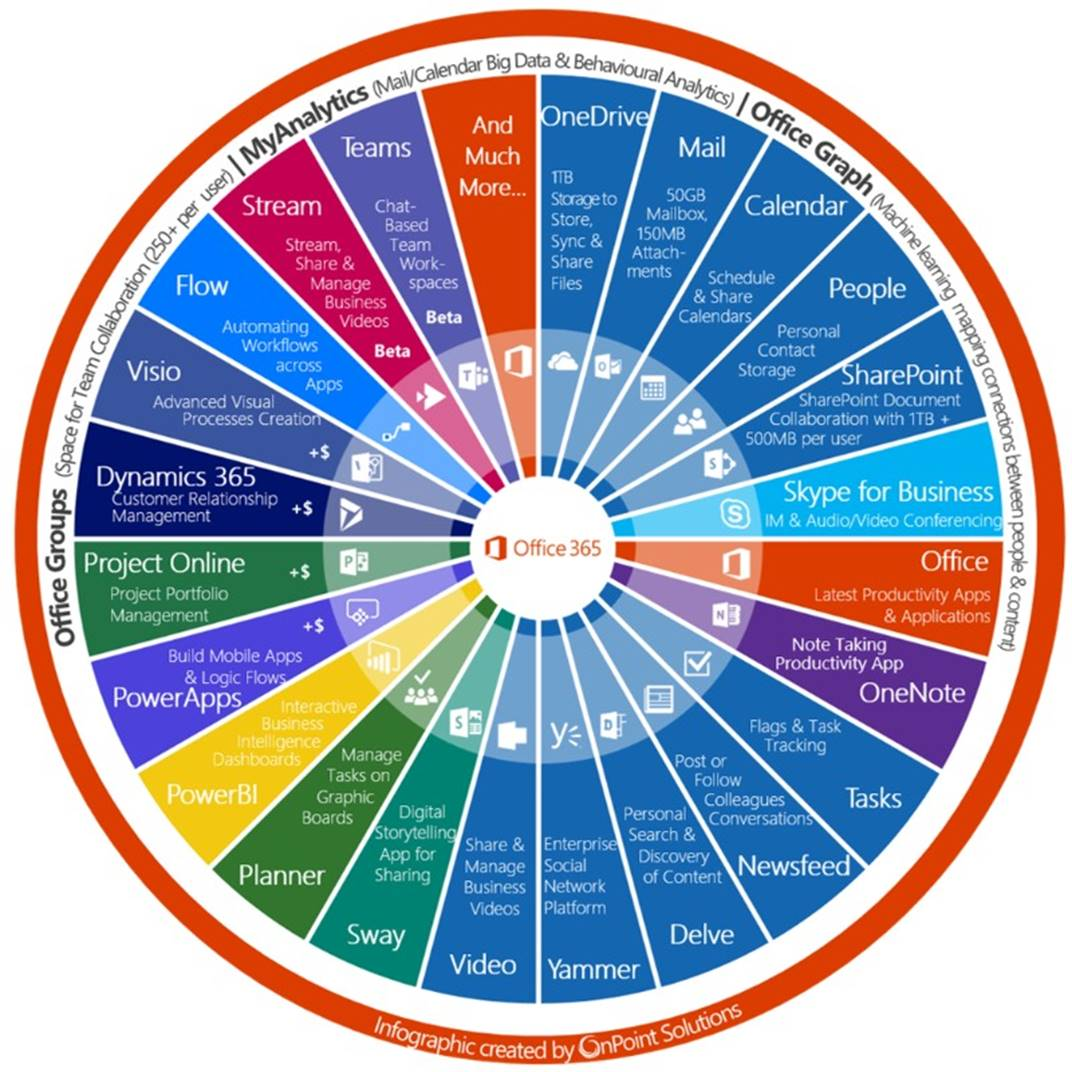 Office Groups (Space for Team Collaboration (250+ per user) | MyAnalytics (Mail/Calendar Big Data & Behavioural Analytics) | Office Graph (Machine learning mapping connections between people & content)
OneDrive
1TB
Storage to
Store,
Sync &
Share
Files
Mail
50GB
Mailbox,
150MB
Attach-
ments
Calendar
Schedule
& Share
Calendars
People
Personal
Contact
Storage
SharePoint
SharePoint Document
Collaboration with 1TB +
500MB per user
Skype for Business
IM & Audio/Video Conferencing
Office
Latest Productivity Apps
& Applications
Note Taking
Productivity App
OneNote
Flags & Task
Tracking
Tasks
Post or
Follow
Colleagues
Conversations
Newsfeed
Personal
Search &
Discovery
of Content
Delve
Enterprise
Social
Network
Platform
Yammer
Share &
Manage
Business
Videos
Video
Digital
Storytelling
App for
Sharing
Sway
Manage
Tasks on
Graphic
Boards
Planner
Interactive
Business
Intelligence
Dashboards
PowerBI
+$
Build Mobile Apps
& Logic Flows
PowerApps
Project Online
+$
Project Portfolio
Management
Dynamics 365
Customer Relationship
Management
+$
Visio
Advanced Visual
Processes Creation
+$
Flow
Automating
Workflows
across
Apps
Stream
Stream,
Share &
Manage
Business
Videos
Beta
Teams
Chat-
Based
Team
Work-
spaces
Beta
And
Much
More...
Office 365
Infographic created by OnPoint Solutions